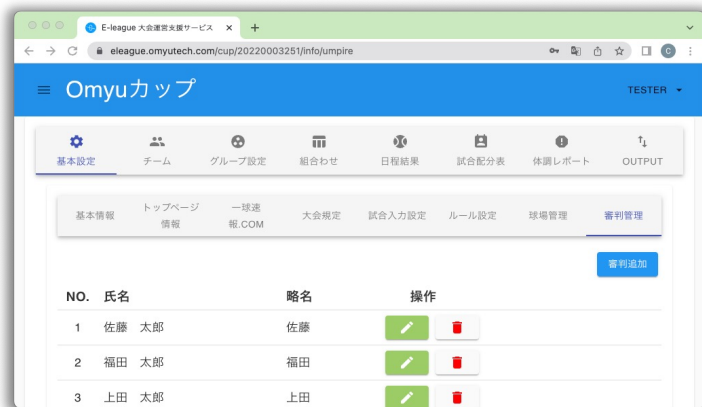 E-league 大会運営支援サービス
eleague.omyutech.com/cup/20220003251/info/umpire
C
Omyuカップ
TESTER
基本設定
チーム
グループ設定
組合わせ
日程結果
試合配分表
体調レポート
OUTPUT
基本情報
トップページ
情報
一球速
報.COM
大会規定
試合入力設定
ルール設定
球場管理
審判管理
審判追加
NO. 氏名 略名 操作
1 佐藤 太郎 佐藤
2 福田 太郎 福田
3 上田 太郎 上田